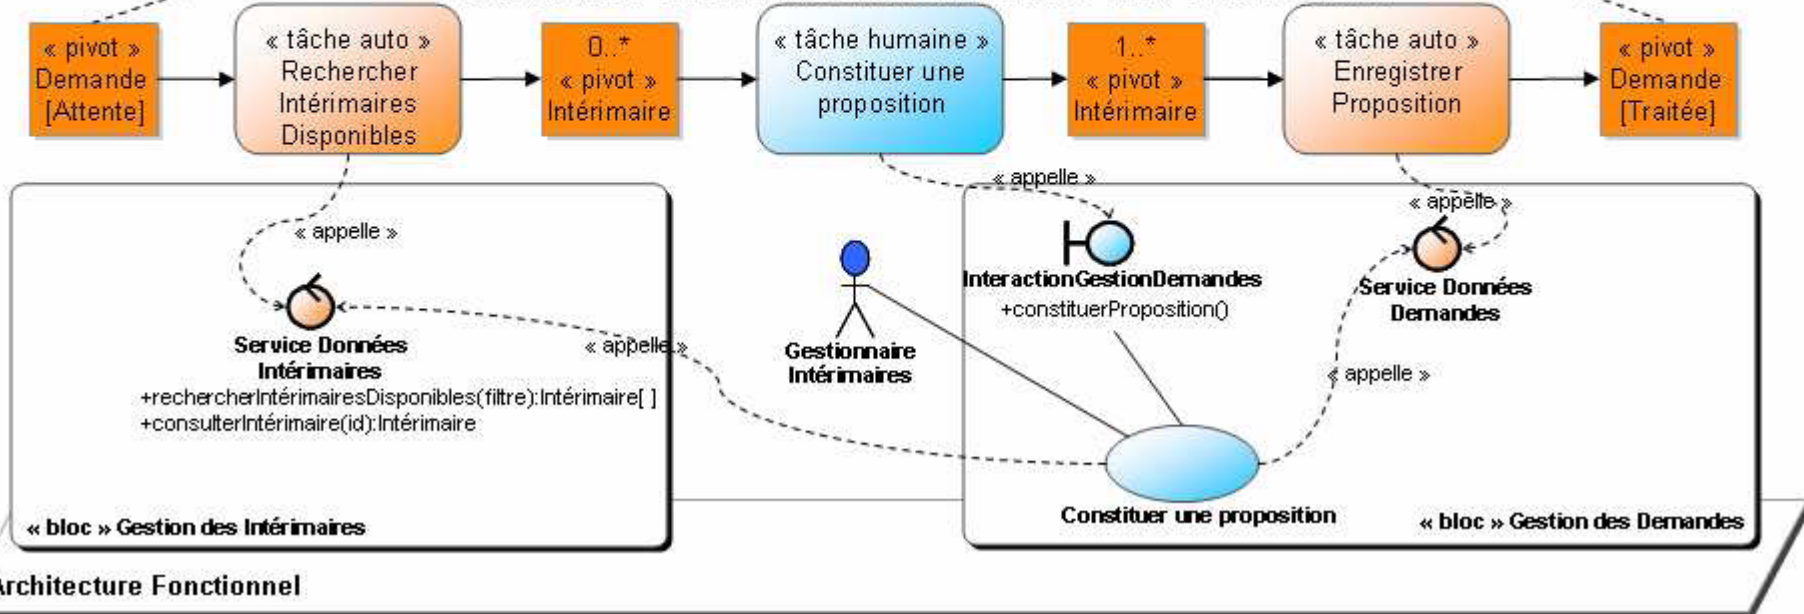 « pivot »
Demande
[Attente]
« tâche auto »
Rechercher
Intérimaires
Disponibles
0..*
« pivot »
Intérimaire
« tâche humaine »
Constituer une
proposition
1..*
« pivot »
Intérimaire
« tâche auto »
Enregistrer
Proposition
« pivot »
Demande
[Traitée]
« appelle »
« appelle »
« appelle »
Service Données
Intérimaires
+rechercherIntérimairesDisponibles(filtre):Intérimaire[ ]
+consulterIntérimaire(id):Intérimaire
« appelle »
Gestionnaire
Intérimaires
InteractionGestionDemandes
+constituerProposition()
Service Données
Demandes
« appelle »
Constituer une proposition
« bloc » Gestion des Intérimaires
« bloc » Gestion des Demandes
Architecture Fonctionnel